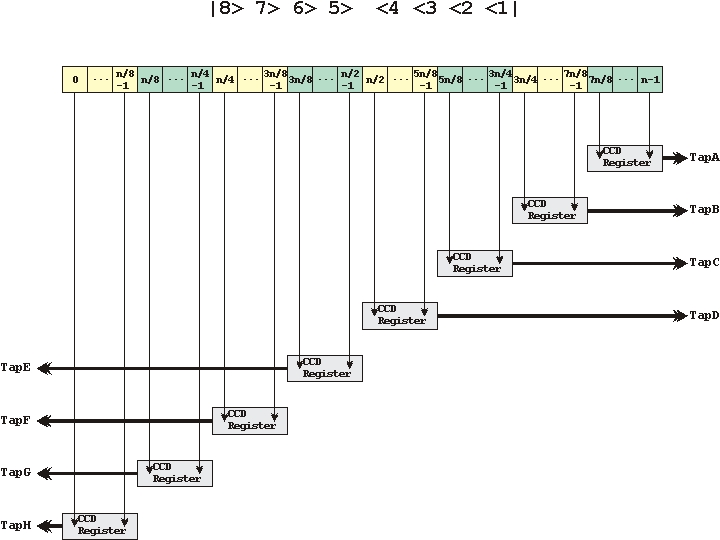 |8> 7> 6> 5> <4 <3 <2 <1|
0 ... n/8-1 n/8 ... n/4-1 n/4 ... 3n/8-1 3n/8 ... n/2-1 n/2 ... 5n/8-1 5n/8 ... 3n/4-1 3n/4 ... 7n/8-1 7n/8 ... n-1
CCD
Register
TapA
CCD
Register
TapB
CCD
Register
TapC
CCD
Register
TapD
TapE
CCD
Register
TapF
CCD
Register
TapG
CCD
Register
TapH
CCD
Register